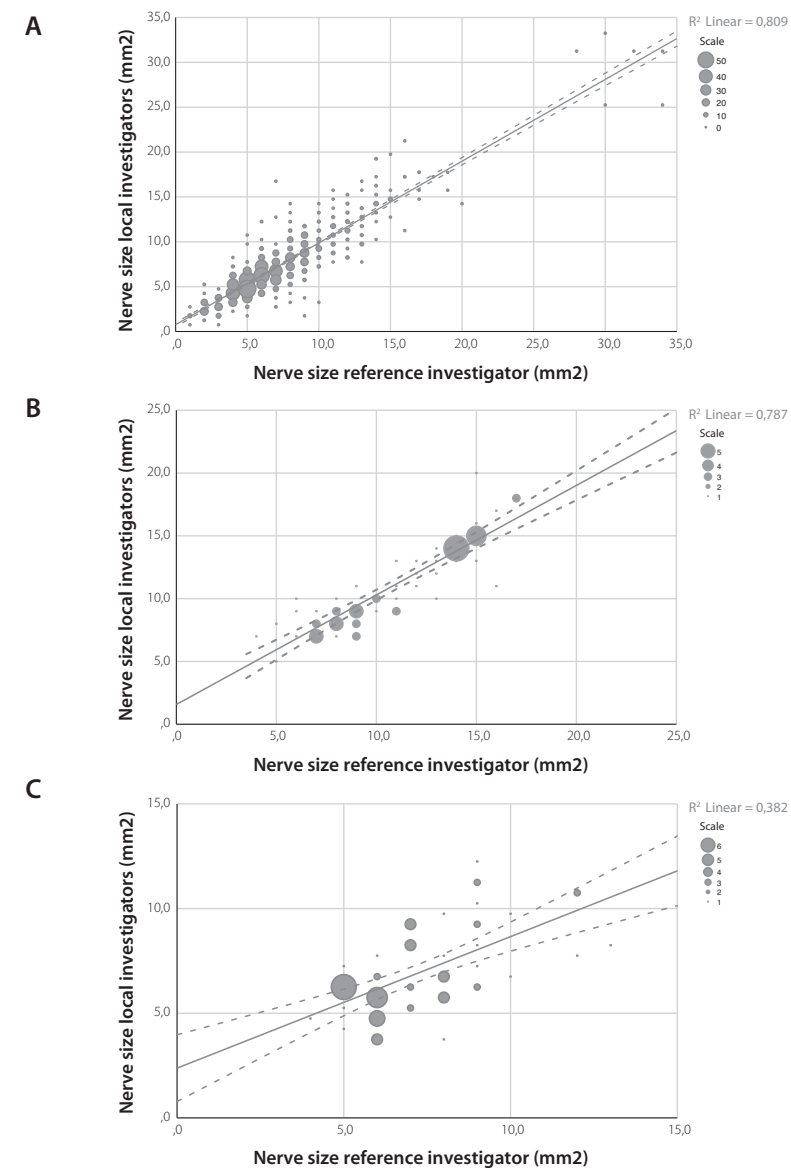 A
Nerve size local investigators (mm2)
35,0
30,0
25,0
20,0
15,0
10,0
5,0
,0
,0 5,0 10,0 15,0 20,0 25,0 30,0 35,0
Nerve size reference investigator (mm2)
R² Linear = 0,809
Scale
50
40
30
20
10
0
B
Nerve size local investigators (mm2)
25,0
20,0
15,0
10,0
5,0
,0
,0 5,0 10,0 15,0 20,0 25,0
Nerve size reference investigator (mm2)
R² Linear = 0,787
Scale
5
4
3
2
1
C
Nerve size local investigators (mm2)
15,0
10,0
5,0
,0
,0 5,0 10,0 15,0
Nerve size reference investigator (mm2)
R² Linear = 0,382
Scale
6
5
4
3
2
1